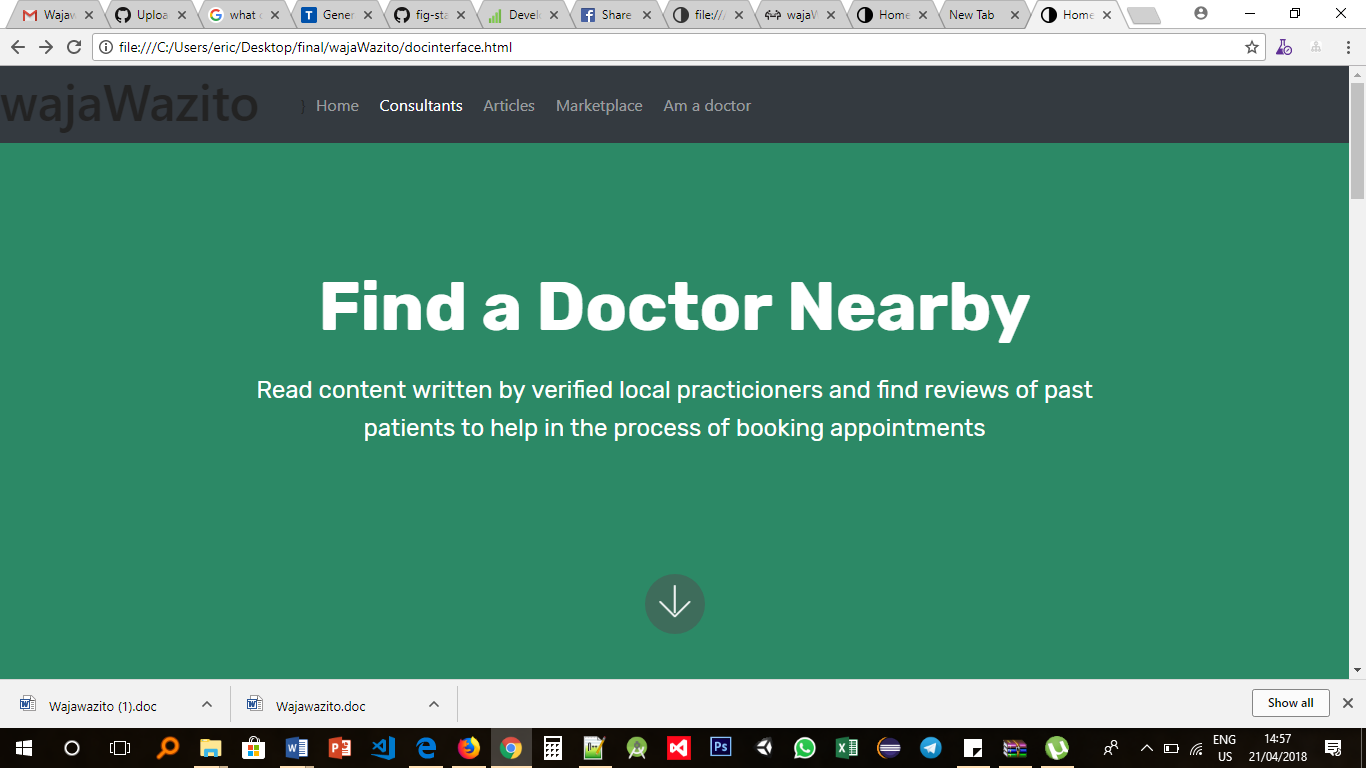 Wajaw
Uploa
what
Gener
fig-sta
Develo
Share
file:///
wajaW
Home
New Tab
Home
file:///C:/Users/eric/Desktop/final/wajaWazito/docinterface.html
wajaWazito } Home Consultants Articles Marketplace Am a doctor
Find a Doctor Nearby
Read content written by verified local practicioners and find reviews of past
patients to help in the process of booking appointments
Wajawazito (1).doc
Wajawazito.doc
Show all
ENG
US
14:57
21/04/2018